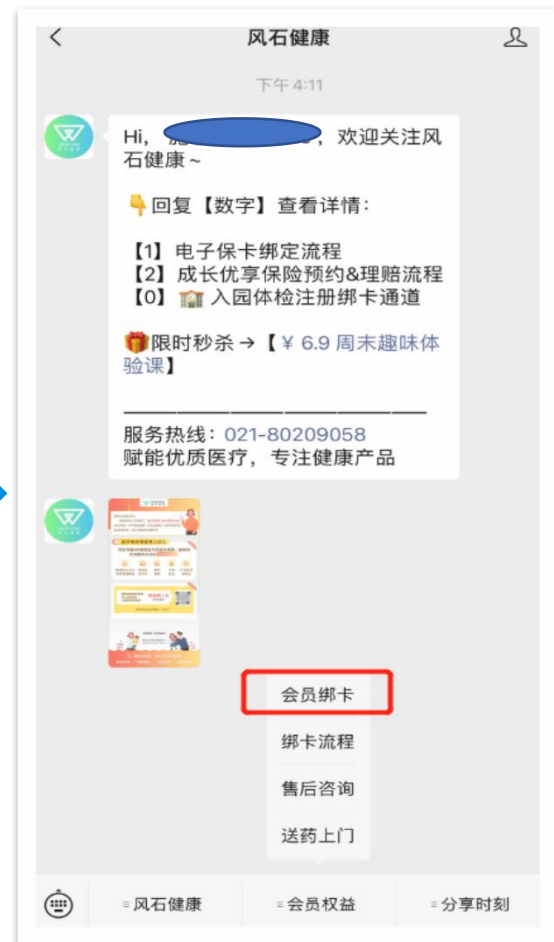 风石健康
下午 4:11
Hi, ，欢迎关注风
石健康～
👇回复【数字】查看详情：
【1】电子保卡绑定流程
【2】成长优享保险预约&理赔流程
【0】🏫 入园体检注册绑卡通道
🎁限时秒杀→【¥ 6.9 周末趣味体
验课】
服务热线：021-80209058
赋能优质医疗，专注健康产品
会员绑卡
绑卡流程
售后咨询
送药上门
≡风石健康
≡会员权益
≡分享时刻